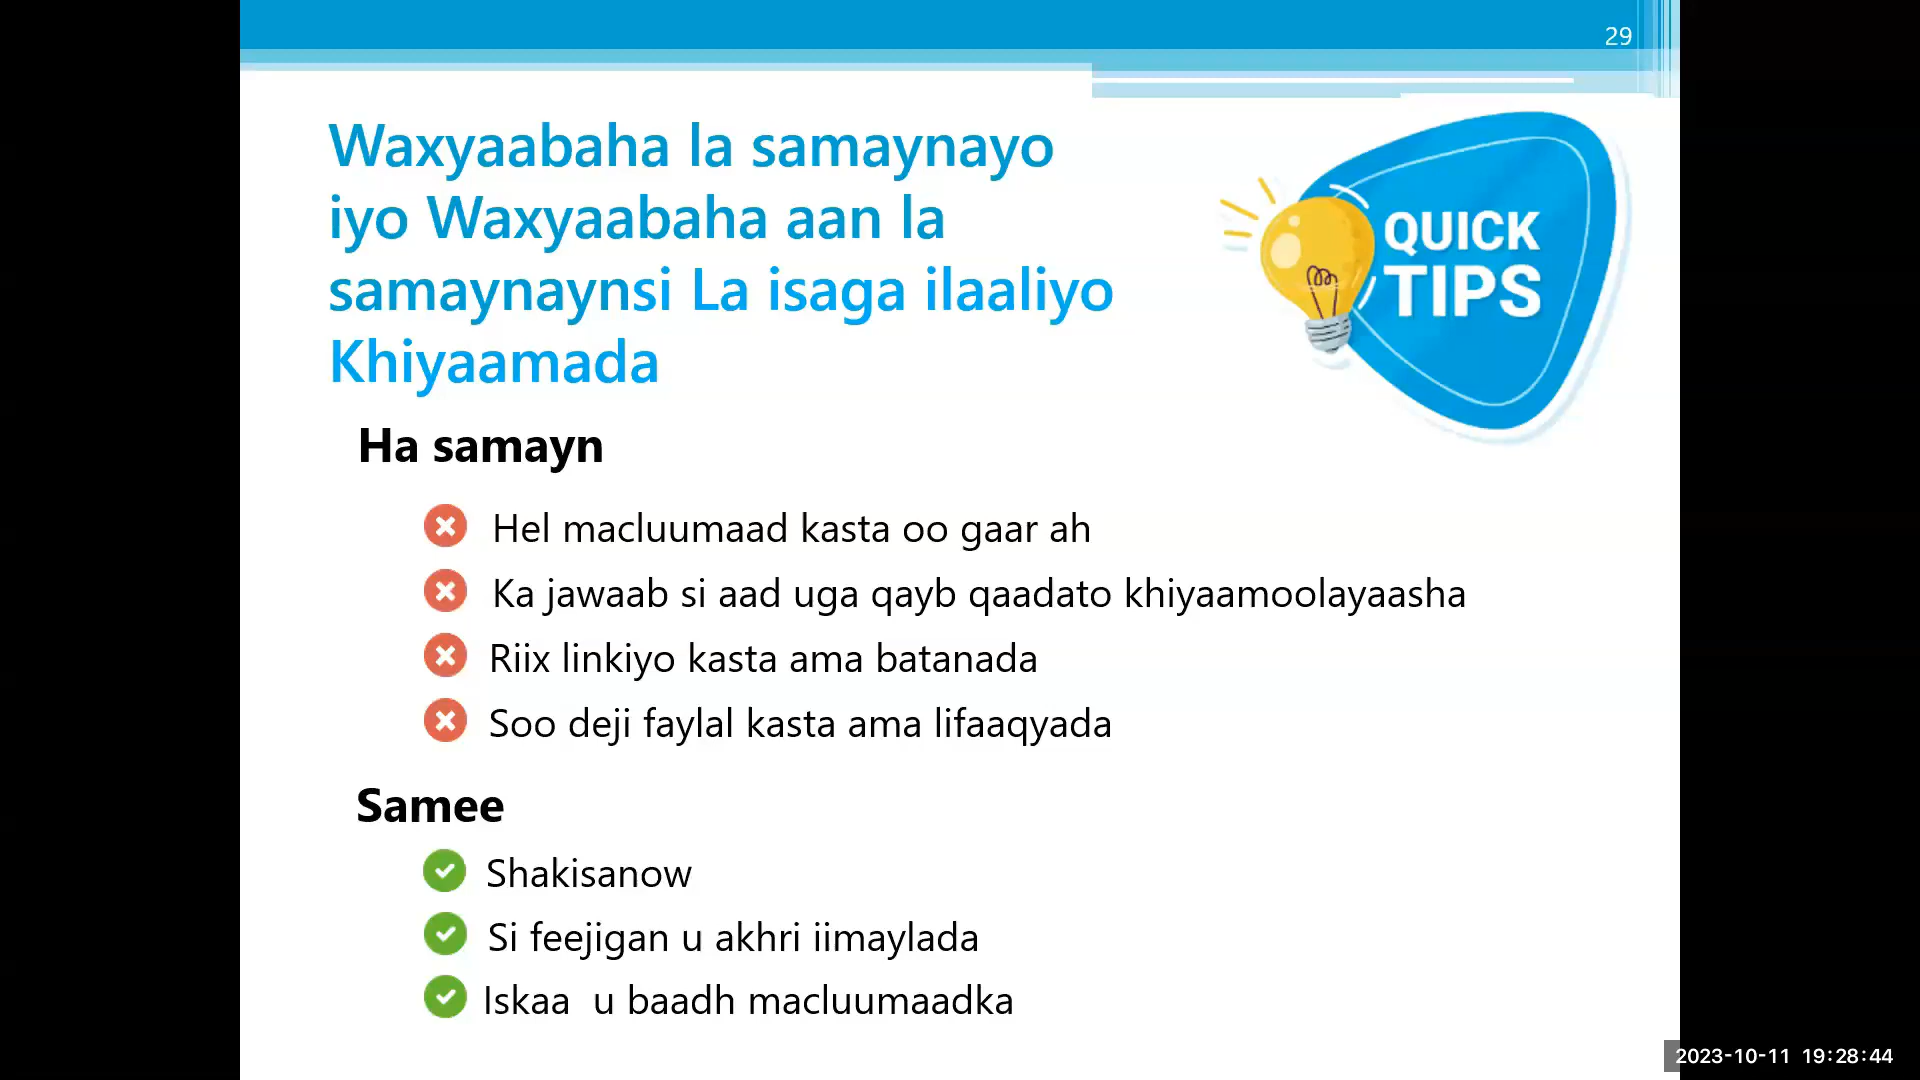 29
Waxyaabaha la samaynayo
iyo Waxyaabaha aan la
samaynaynsi La isaga ilaaliyo
Khiyaamada
QUICK
TIPS
Ha samayn
Hel macluumaad kasta oo gaar ah
Ka jawaab si aad uga qayb qaadato khiyaamoolayaasha
Riix linkiyo kasta ama batanada
Soo deji faylal kasta ama lifaaqyada
Samee
Shakisanow
Si feejigan u akhri iimaylada
Iskaa u baadh macluumaadka
2023-10-11 19:28:44